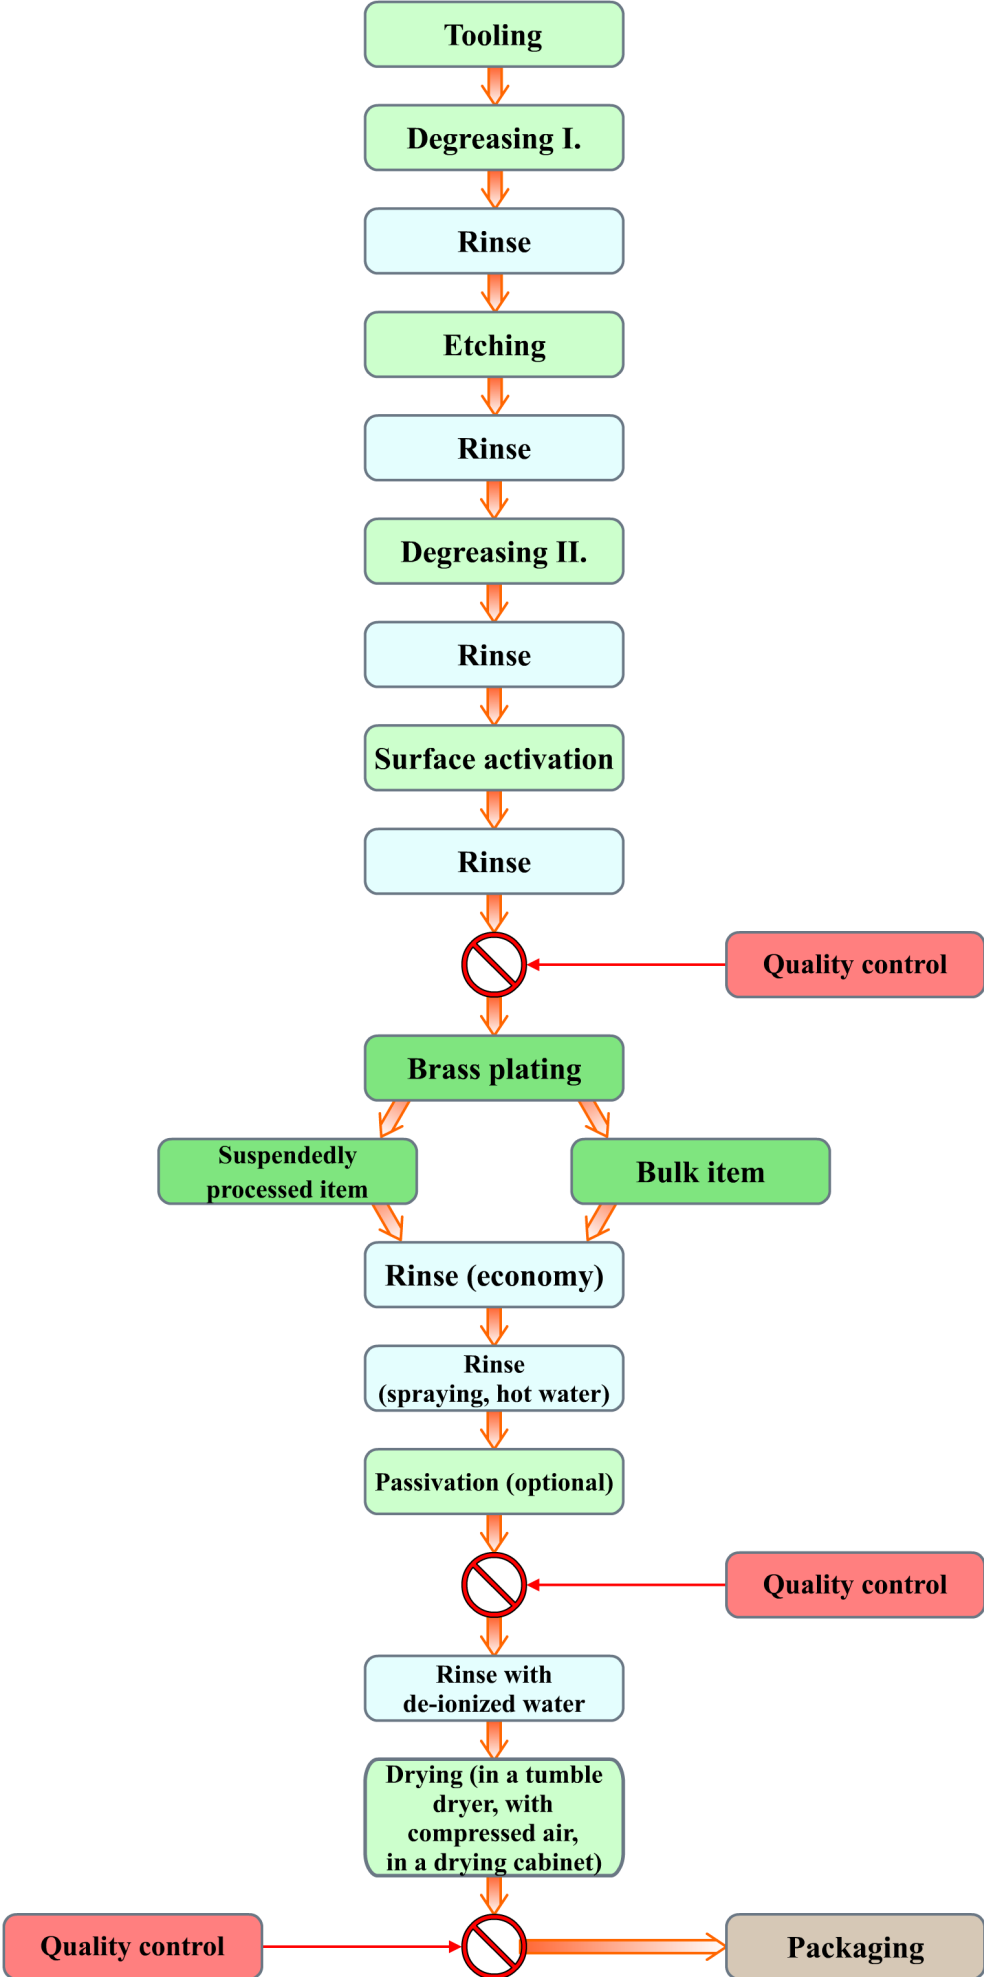 Tooling
Degreasing I.
Rinse
Etching
Rinse
Degreasing II.
Rinse
Surface activation
Rinse
Quality control
Brass plating
Suspendedly
processed item
Bulk item
Rinse (economy)
Rinse
(spraying, hot water)
Passivation (optional)
Quality control
Rinse with
de-ionized water
Drying (in a tumble
dryer, with
compressed air,
in a drying cabinet)
Quality control
Packaging